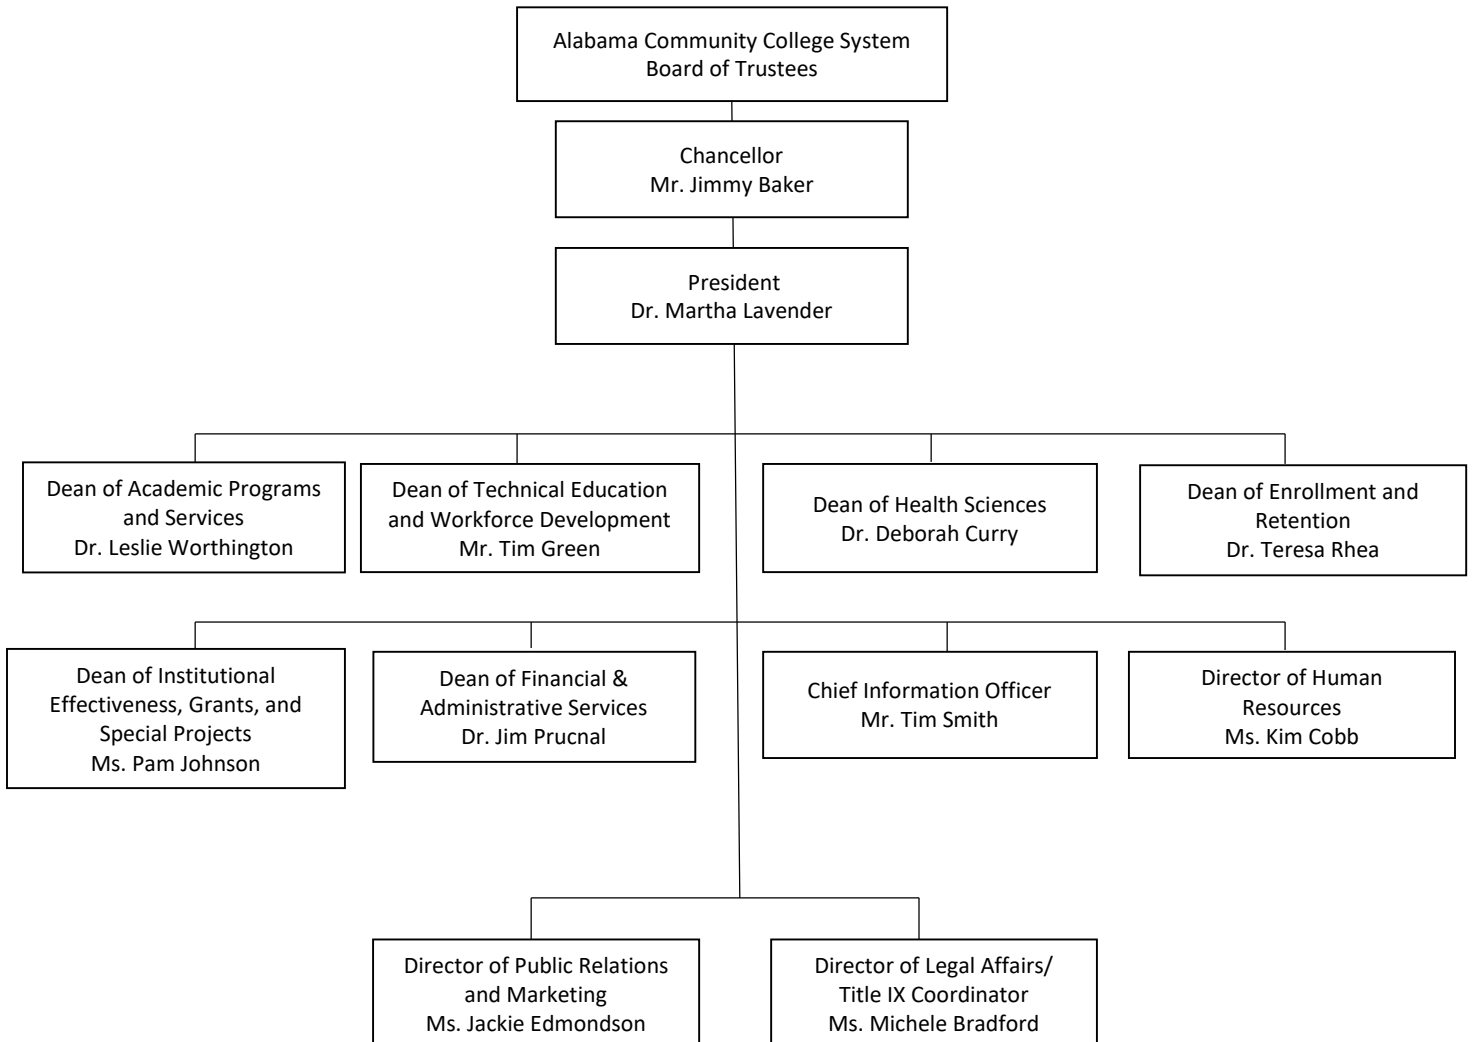 Alabama Community College System
Board of Trustees
Chancellor
Mr. Jimmy Baker
President
Dr. Martha Lavender
Dean of Academic Programs
and Services
Dr. Leslie Worthington
Dean of Technical Education
and Workforce Development
Mr. Tim Green
Dean of Health Sciences
Dr. Deborah Curry
Dean of Enrollment and
Retention
Dr. Teresa Rhea
Dean of Institutional
Effectiveness, Grants, and
Special Projects
Ms. Pam Johnson
Dean of Financial &
Administrative Services
Dr. Jim Prucnal
Chief Information Officer
Mr. Tim Smith
Director of Human
Resources
Ms. Kim Cobb
Director of Public Relations
and Marketing
Ms. Jackie Edmondson
Director of Legal Affairs/
Title IX Coordinator
Ms. Michele Bradford